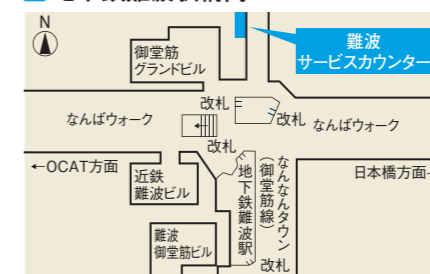 N
御堂筋
グランドビル
難波
サービスカウンター
改札
なんばウォーク
改札
なんばウォーク
改札
←OCAT方面
近鉄
難波ビル
地下鉄難波駅
(御堂筋線)
なんなんタウン
日本橋方面
難波
御堂筋ビル
改札